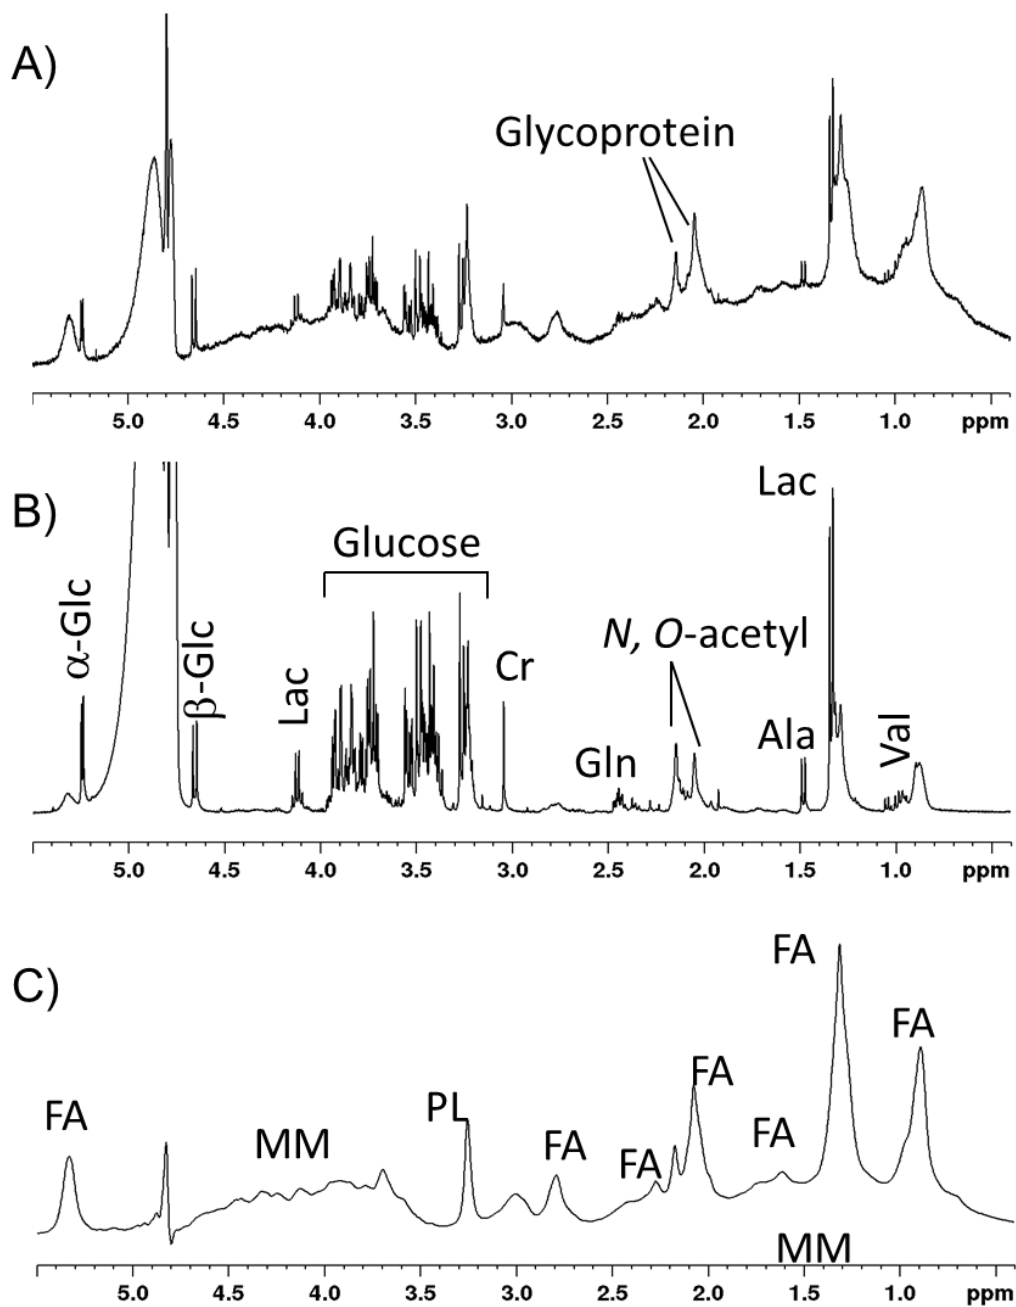 A)
Glycoprotein
5.0 4.5 4.0 3.5 3.0 2.5 2.0 1.5 1.0 ppm
B)
α-Glc
β-Glc
Lac
Glucose
Cr
Gln
N, O-acetyl
Ala
Lac
Val
5.0 4.5 4.0 3.5 3.0 2.5 2.0 1.5 1.0 ppm
C)
FA
MM
PL
FA
FA
FA
FA
FA
FA
MM
5.0 4.5 4.0 3.5 3.0 2.5 2.0 1.5 1.0 ppm